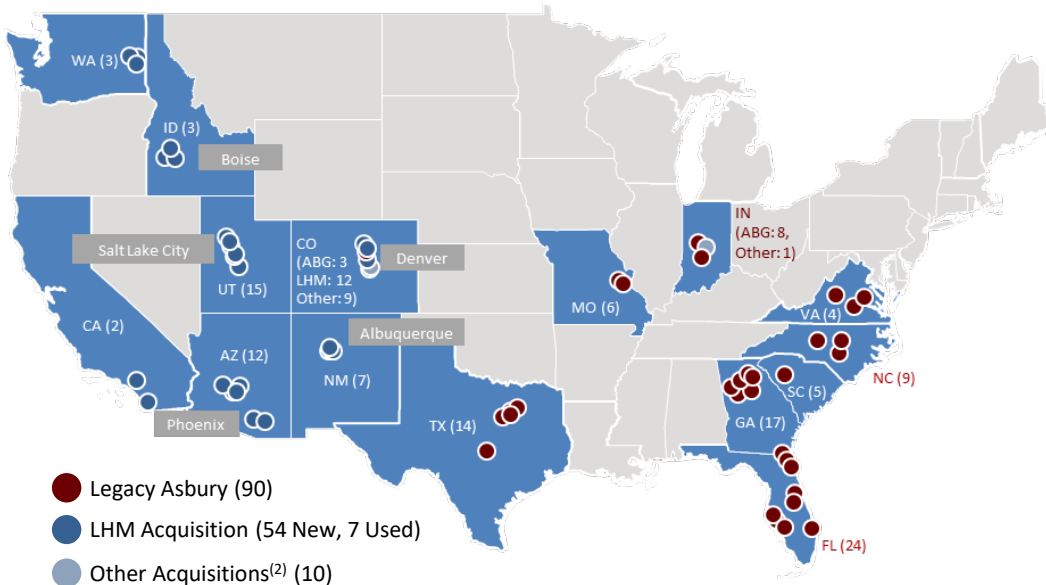 WA (3)
ID (3)
Boise
Salt Lake City
UT (15)
CO
(ABG: 3
LHM: 12
Other: 9)
Denver
IN
(ABG: 8,
Other: 1)
MO (6)
VA (4)
CA (2)
AZ (12)
Albuquerque
NM (7)
NC (9)
SC (5)
Phoenix
TX (14)
GA (17)
FL (24)
Legacy Asbury (90)
LHM Acquisition (54 New, 7 Used)
Other Acquisitions(2) (10)